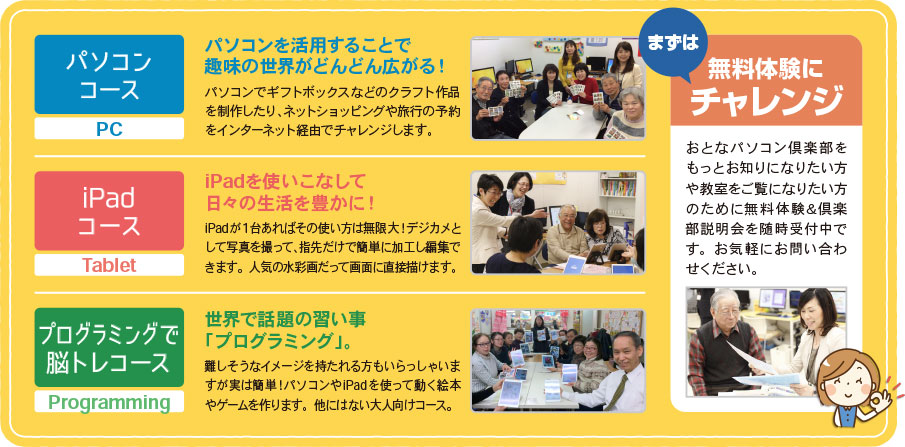 パソコン
コース
PC
パソコンを活用することで
趣味の世界がどんどん広がる！
パソコンでギフトボックスなどのクラフト作品
を制作したり、ネットショッピングや旅行の予約
をインターネット経由でチャレンジします。
iPad
コース
Tablet
iPadを使いこなして
日々の生活を豊かに！
iPadが1台あればその使い方は無限大！デジカメと
して写真を撮って、指先だけで簡単に加工し編集で
きます。人気の水彩画だって画面に直接描けます。
プログラミングで
脳トレコース
Programming
世界で話題の習い事
「プログラミング」。
難しそうなイメージを持たれる方もいらっしゃいま
すが実は簡単！パソコンやiPadを使って動く絵本
やゲームを作ります。他にはない大人向けコース。
まずは
無料体験に
チャレンジ
おとなパソコン倶楽部を
もっとお知りになりたい方
や教室をご覧になりたい方
のために無料体験&倶楽
部説明会を随時受付中で
す。お気軽にお問い合わ
せください。